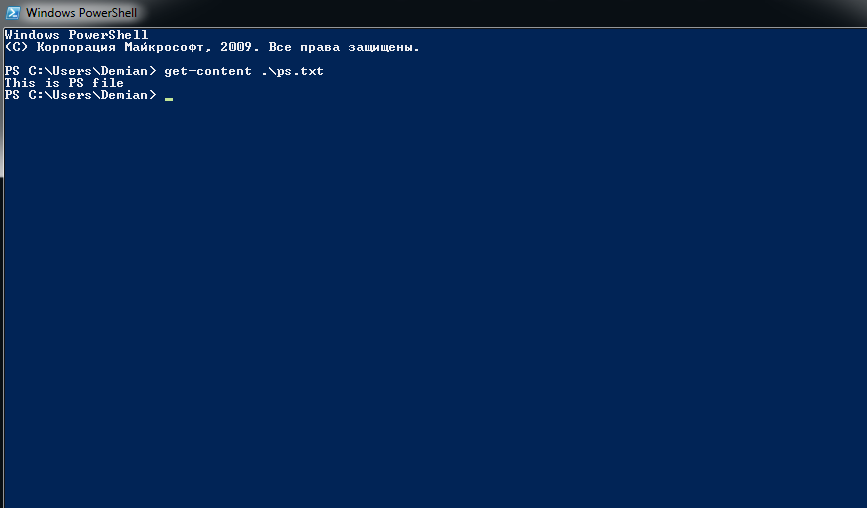 Windows PowerShell
Windows PowerShell
(C) Корпорация Майкрософт, 2009. Все права защищены.
PS C:\Users\Demian> get-content .\ps.txt
This is PS file
PS C:\Users\Demian>